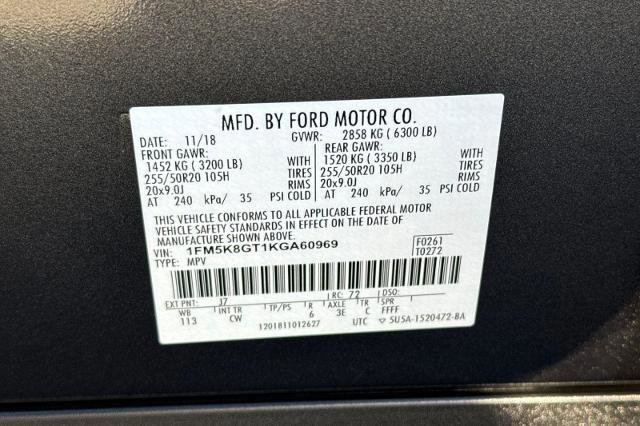 MFD. BY FORD MOTOR CO.
DATE: 11/18 GVWR: 2858 KG ( 6300 LB)
FRONT GAWR: REAR GAWR:
1452 KG ( 3200 LB) WITH 1520 KG ( 3350 LB) WITH
255/50R20 105H TIRES 255/50R20 105H TIRES
20x9.0J RIMS 20x9.0J RIMS
AT 240 kPa/ 35 PSI COLD AT 240 kPa/ 35 PSI COLD
THIS VEHICLE CONFORMS TO ALL APPLICABLE FEDERAL MOTOR
VEHICLE SAFETY STANDARDS IN EFFECT ON THE DATE OF
MANUFACTURE SHOWN ABOVE.
VIN: 1FM5K8GT1KGA60969 F0261
TYPE: MPV T0272
EXT PNT: J7 RC: 72 DSO:
WB INT TR TP/PS R AXLE TR SPR
113 CW 6 3E C FFFF
1201811012627 UTC 5U5A-1520472-BA